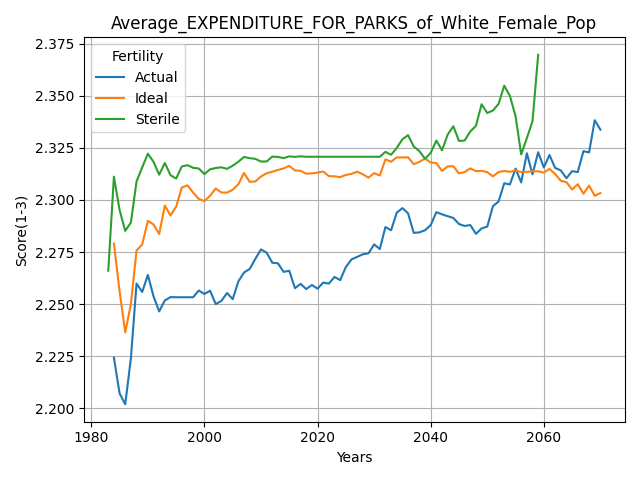 Average_EXPENDITURE_FOR_PARKS_of_White_Female_Pop
2.375
2.350
2.325
2.300
2.275
2.250
2.225
2.200
Score(1-3)
Fertility
Actual
Ideal
Sterile
1980
2000
2020
2040
2060
Years